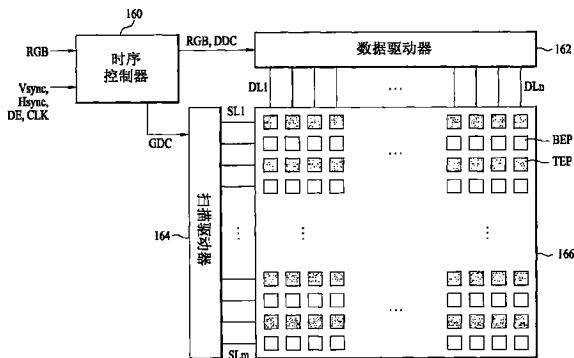 160
RGB
时序
控制器
RGB, DDC
数据驱动器
162
Vsync,
Hsync,
DE, CLK
DL1
...
DLn
GDC
SL1
BEP
TEP
...
164
扫描驱动器
166
...
SLm